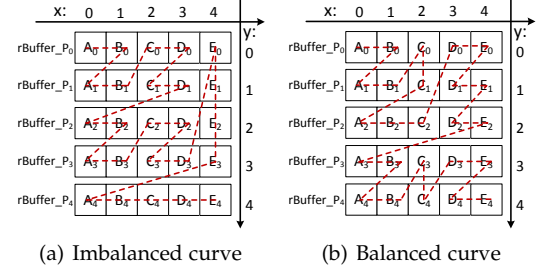 x: 0 1 2 3 4
y:
rBuffer_P0 A0 B0 C0 D0 E0 0
rBuffer_P1 A1 B1 C1 D1 E1 1
rBuffer_P2 A2 B2 C2 D2 E2 2
rBuffer_P3 A3 B3 C3 D3 E3 3
rBuffer_P4 A4 B4 C4 D4 E4 4
(a) Imbalanced curve
x: 0 1 2 3 4
y:
rBuffer_P0 A0 B0 C0 D0 E0 0
rBuffer_P1 A1 B1 C1 D1 E1 1
rBuffer_P2 A2 B2 C2 D2 E2 2
rBuffer_P3 A3 B3 C3 D3 E3 3
rBuffer_P4 A4 B4 C4 D4 E4 4
(b) Balanced curve